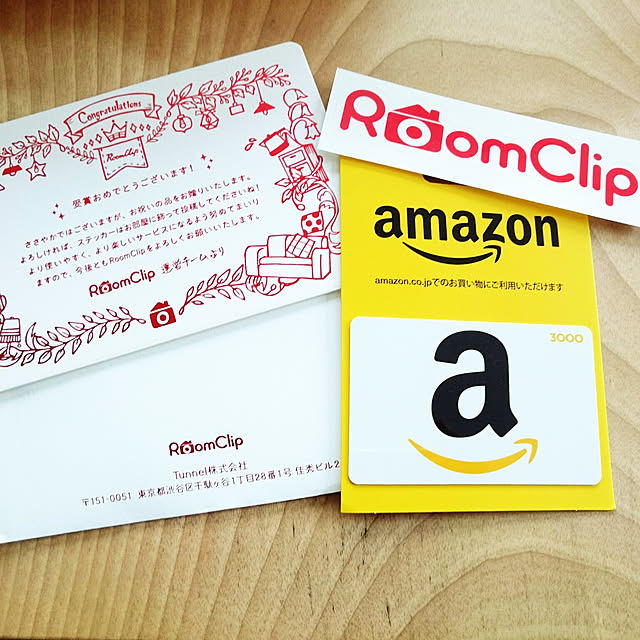 Congratulations
RoomClip
受賞おめでとうございます！
ささやかではございますが、お祝いの品をお贈りいたします。
よろしければ、ステッカーはお部屋に飾って投稿してくださいね！
より使いやすく、より楽しいサービスになるよう努めてまいり
ますので、今後ともRoomClipをよろしくお願いいたします。
RoomClip 運営チームより
RoomClip
Tunnel株式会社
〒151-0051 東京都渋谷区千駄ヶ谷1丁目28番1号 佳秀ビル2
RoomClip
amazon
amazon.co.jpでのお買い物にご利用いただけます
3000
a